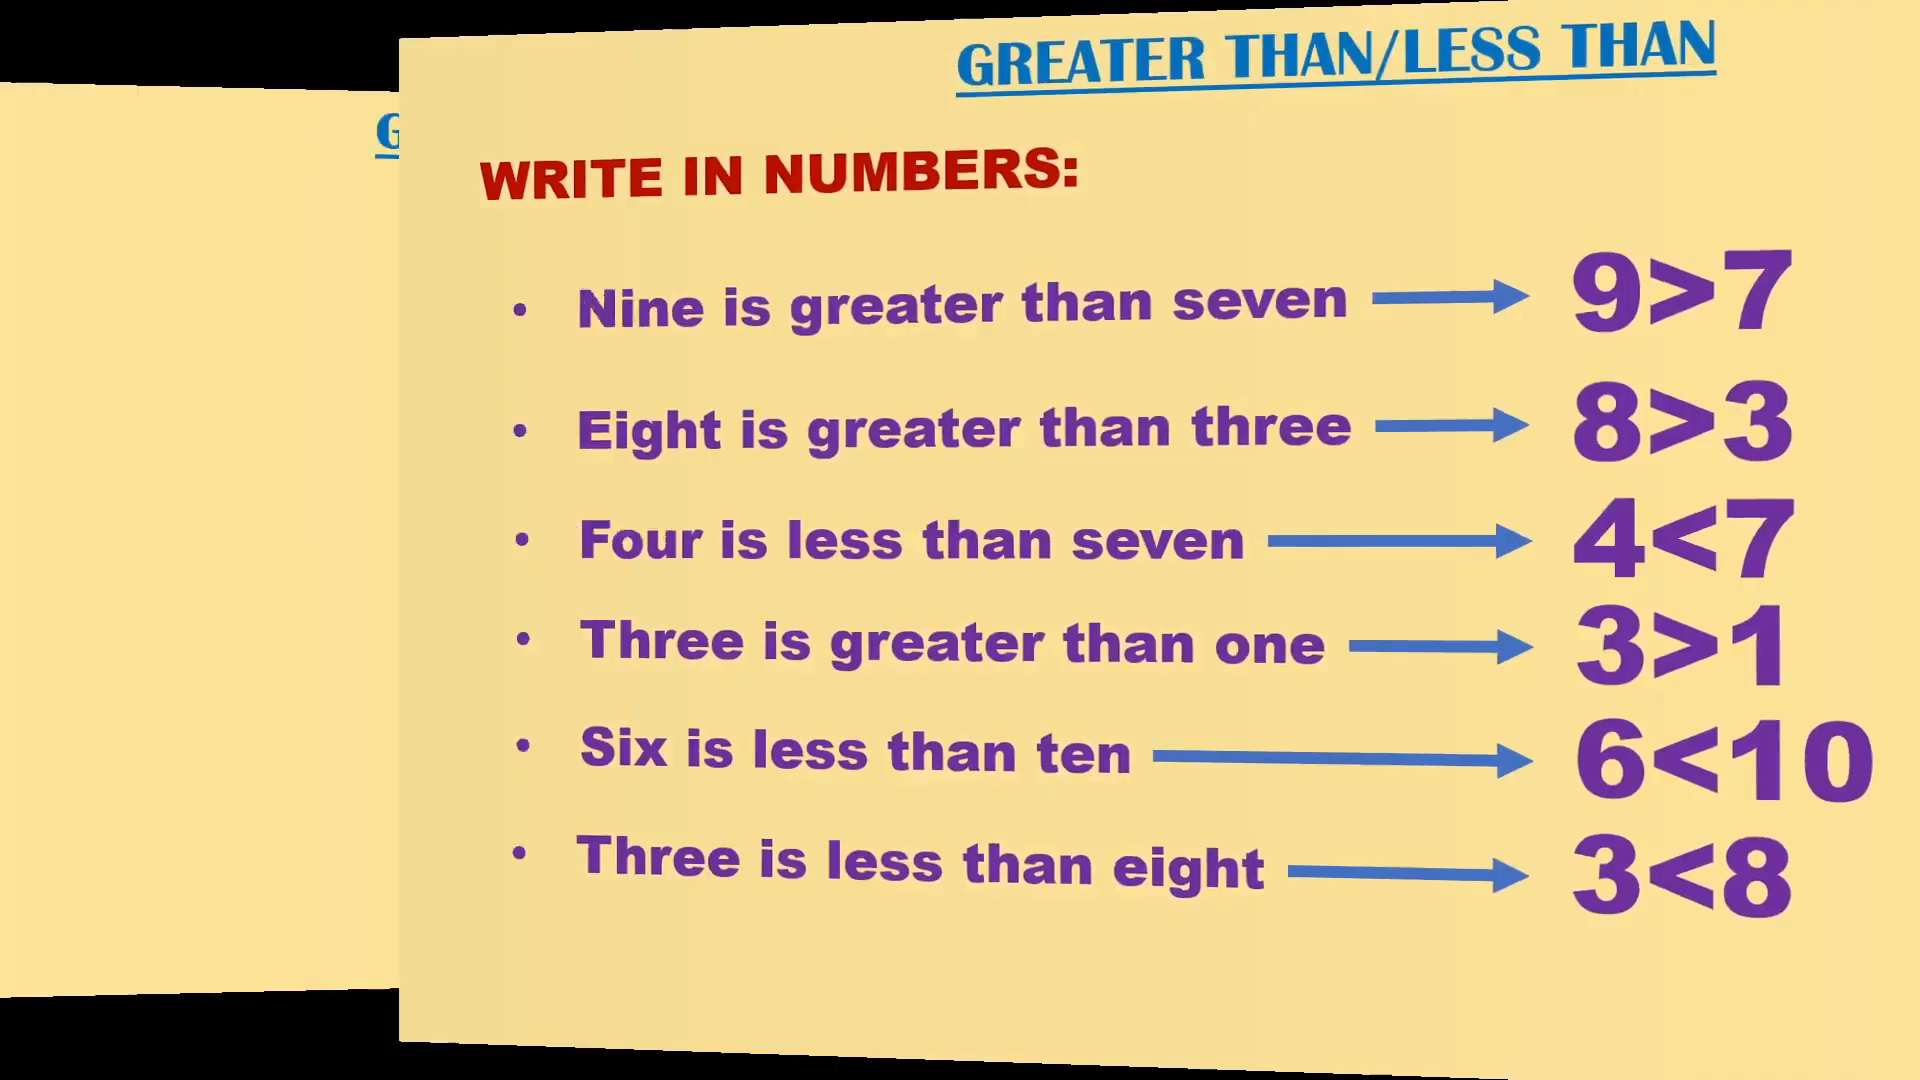 GREATER THAN/LESS THAN
G
WRITE IN NUMBERS:
• Nine is greater than seven 9>7
• Eight is greater than three 8>3
• Four is less than seven 4<7
• Three is greater than one 3>1
• Six is less than ten 6<10
• Three is less than eight 3<8